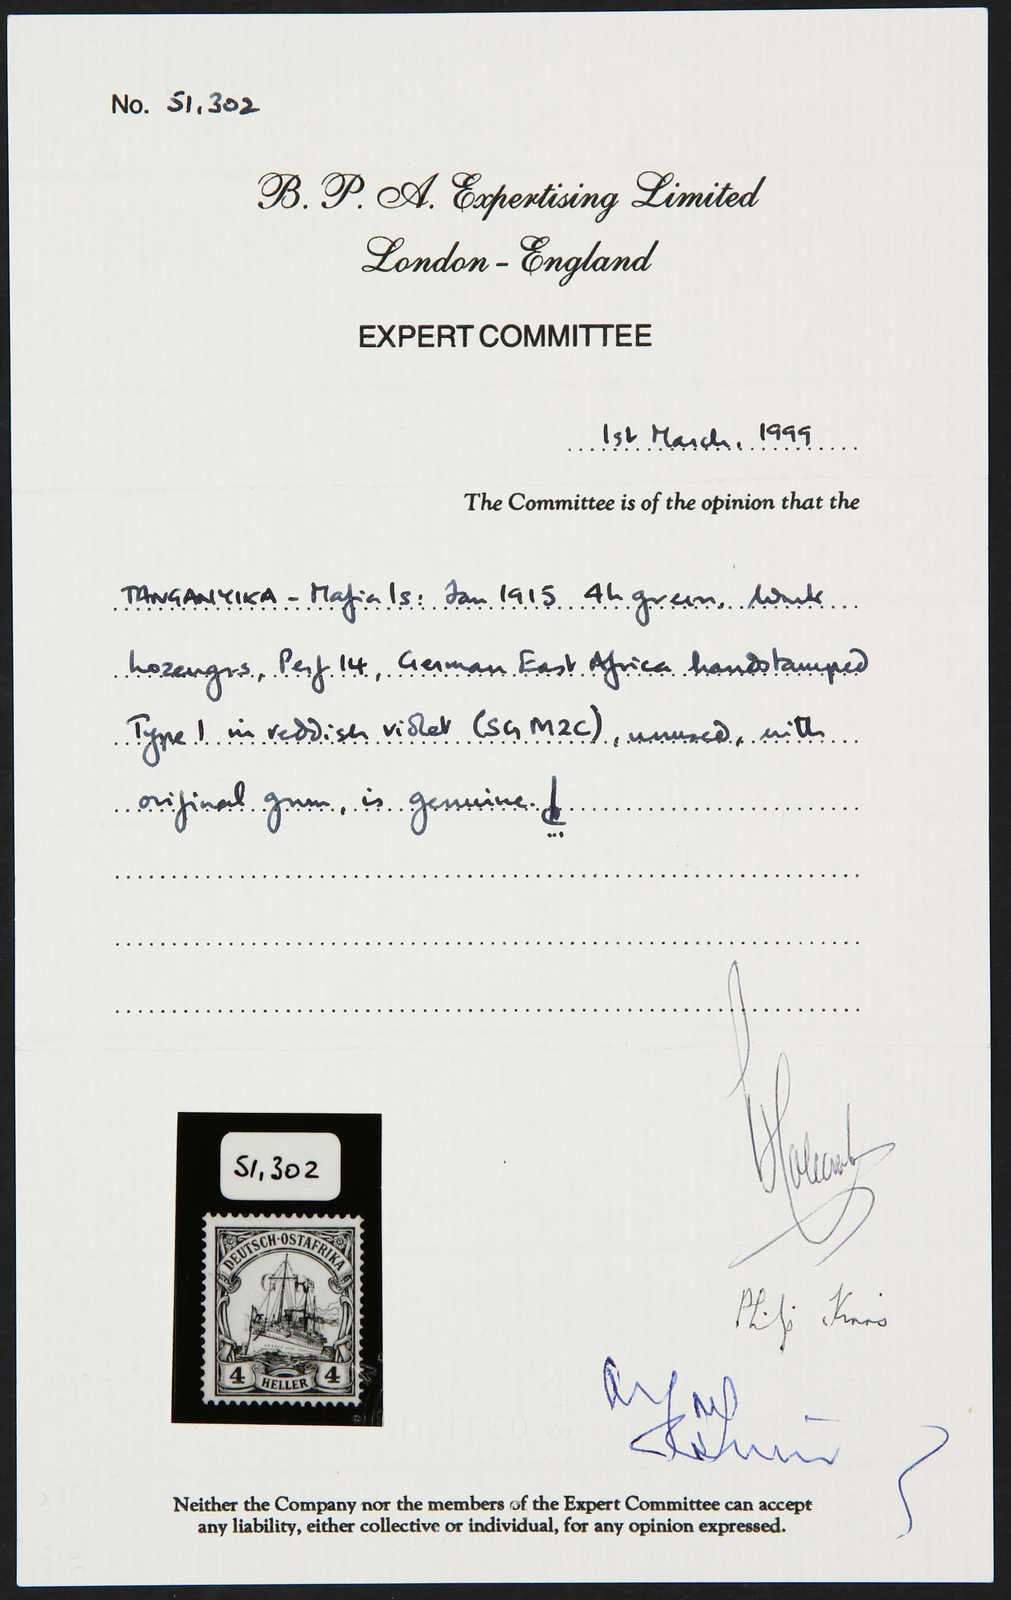 No. 51,302
B. P. A. Expertising Limited
London - England
EXPERT COMMITTEE
1st March, 1999
The Committee is of the opinion that the
TANGANYIKA - Mafia Is: Jan 1915 4h green, wmk
Lozenges, Perf 14, German East Africa handstamped
Type 1 in reddish violet (SG M2C), unused, with
original gum, is genuine.
51,302
DEUTSCH-OSTAFRIKA
4 HELLER 4
Philip
Neither the Company nor the members of the Expert Committee can accept
any liability, either collective or individual, for any opinion expressed.